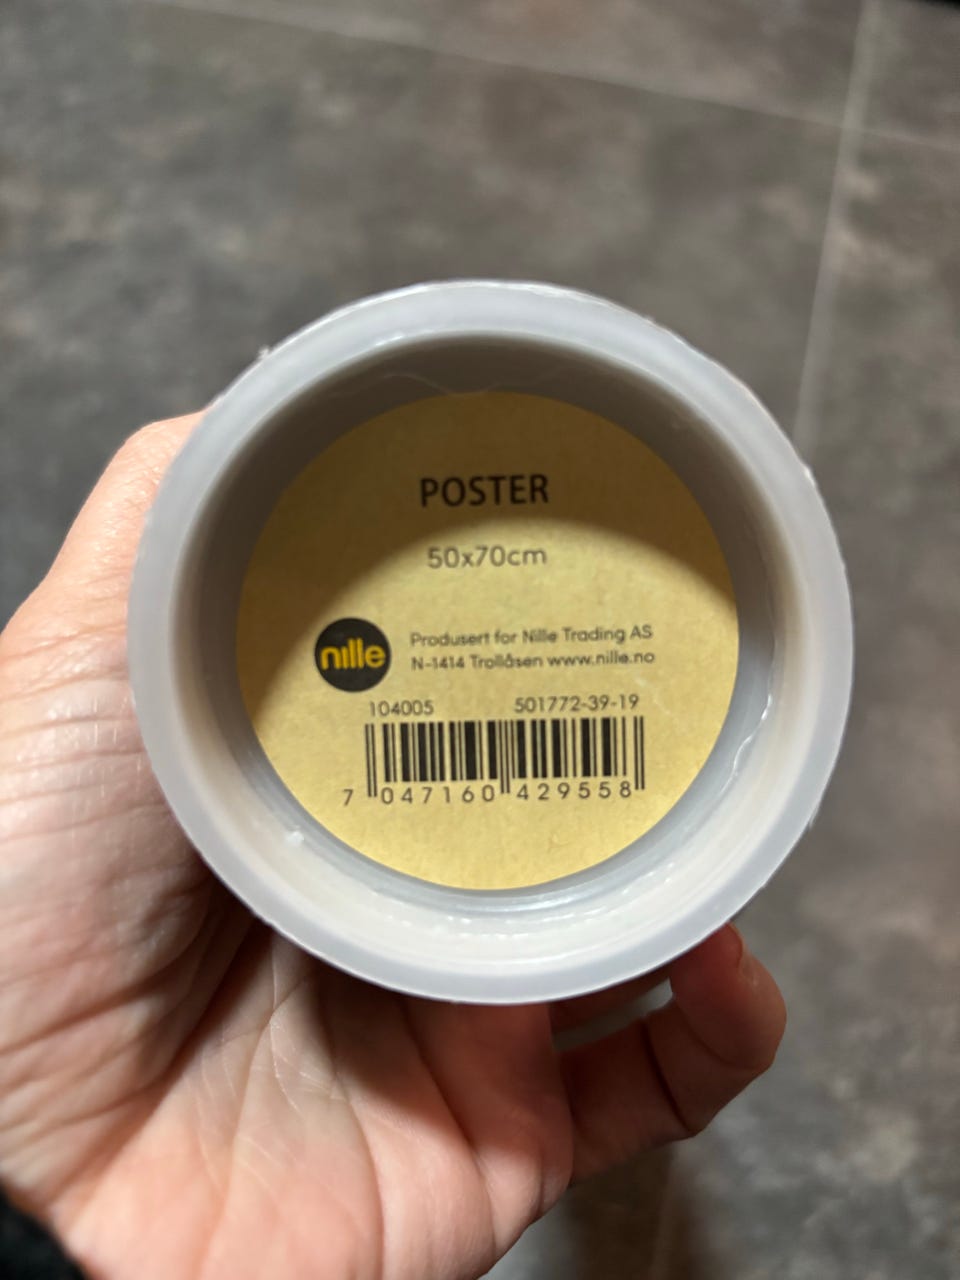 POSTER
50x70cm
nille
Produsert for Nille Trading AS
N-1414 Trollåsen www.nille.no
104005 501772-39-19
7 047160 429558